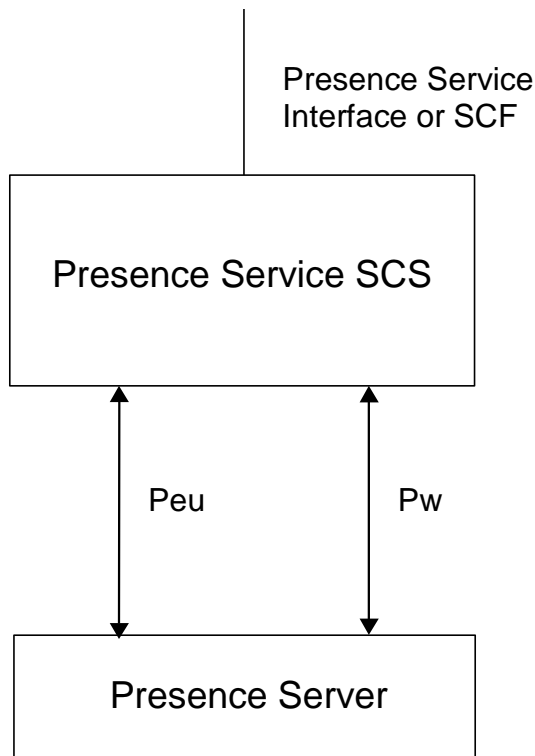 Presence Service
Interface or SCF
Presence Service SCS
Peu
Pw
Presence Server